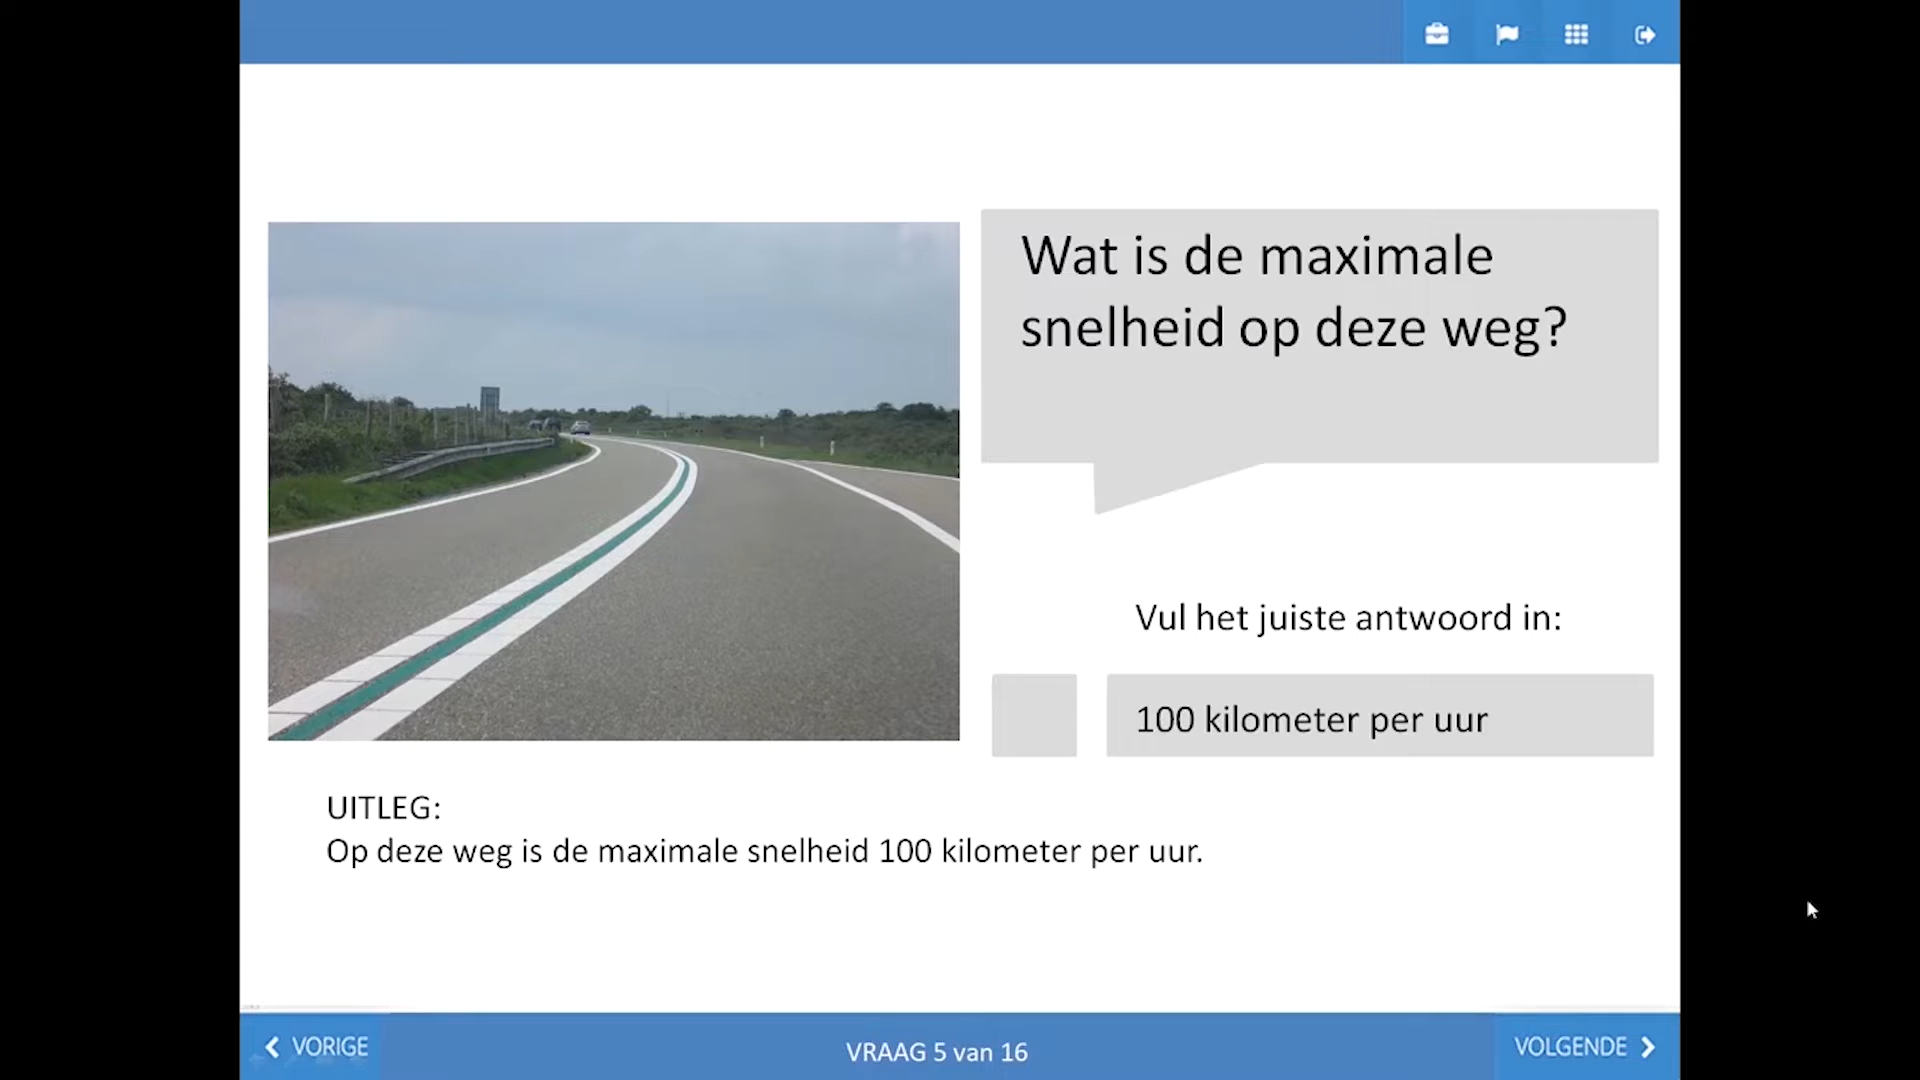 Wat is de maximale
snelheid op deze weg?
Vul het juiste antwoord in:
100 kilometer per uur
UITLEG:
Op deze weg is de maximale snelheid 100 kilometer per uur.
VORIGE
VRAAG 5 van 16
VOLGENDE